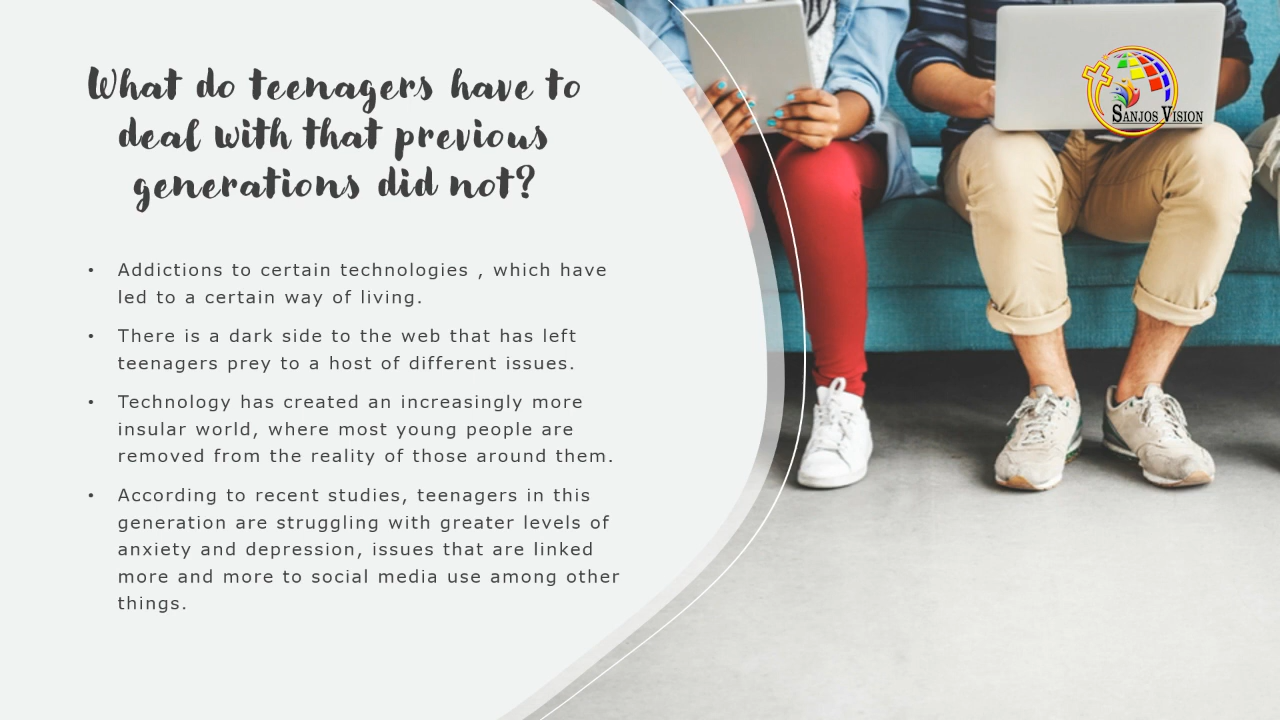 What do teenagers have to
deal with that previous
generations did not?
• Addictions to certain technologies , which have
led to a certain way of living.
• There is a dark side to the web that has left
teenagers prey to a host of different issues.
• Technology has created an increasingly more
insular world, where most young people are
removed from the reality of those around them.
• According to recent studies, teenagers in this
generation are struggling with greater levels of
anxiety and depression, issues that are linked
more and more to social media use among other
things.
SANJOS VISION